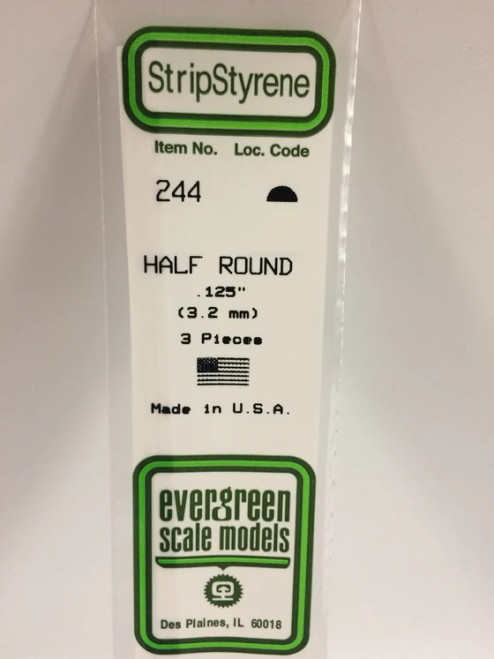 StripStyrene
Item No. Loc. Code
244
HALF ROUND
.125"
(3.2 mm)
3 Pieces
Made in U.S.A.
evergreen
scale models
Des Plaines, IL 60018